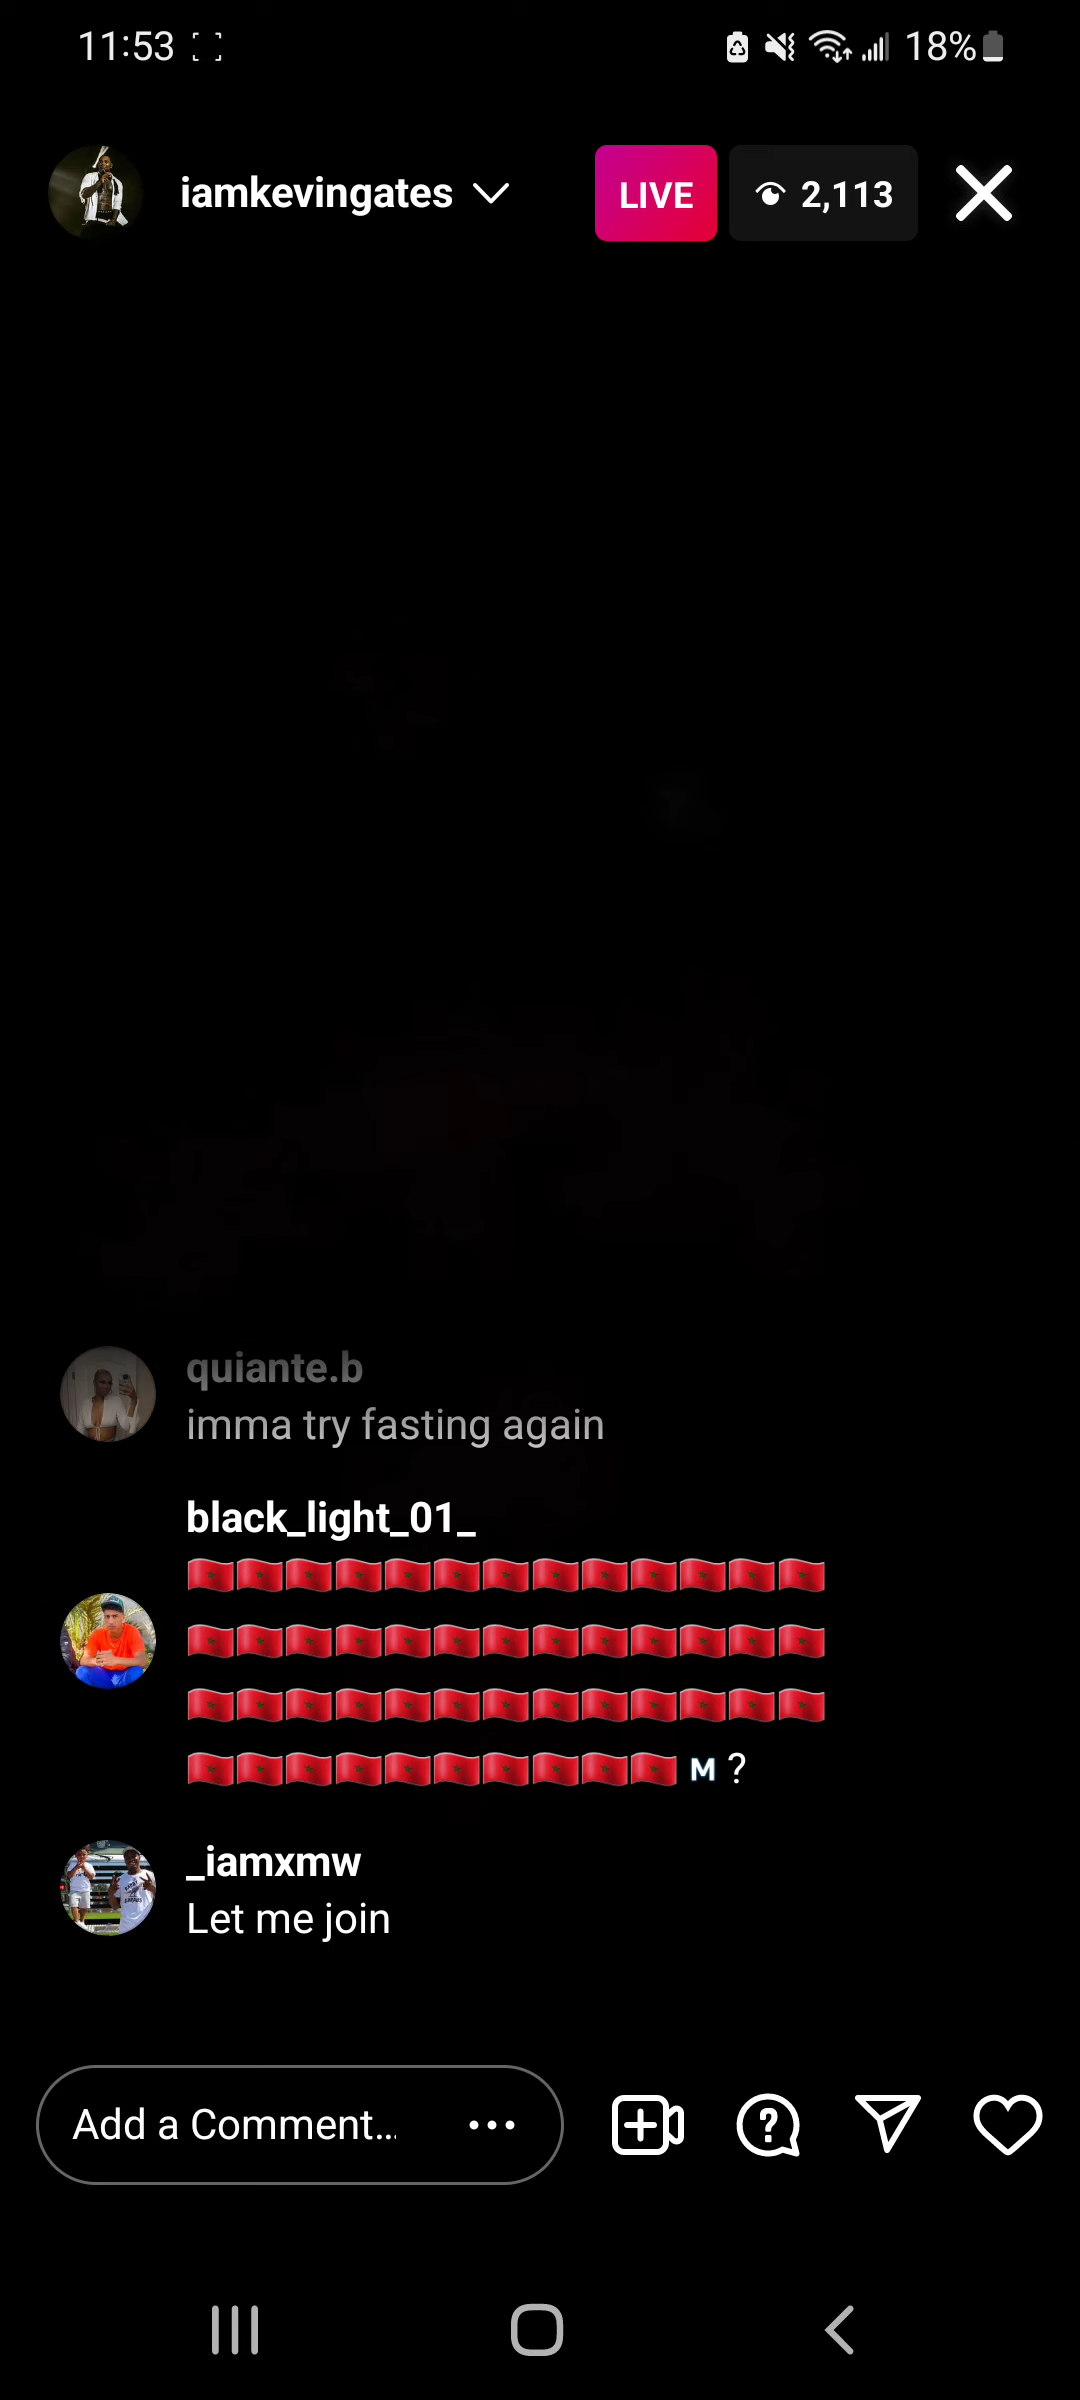 11:53
18%
iamkevingates
LIVE
2,113
quiante.b
imma try fasting again
black_light_01_
🇲🇦🇲🇦🇲🇦🇲🇦🇲🇦🇲🇦🇲🇦🇲🇦🇲🇦🇲🇦🇲🇦🇲🇦🇲🇦
🇲🇦🇲🇦🇲🇦🇲🇦🇲🇦🇲🇦🇲🇦🇲🇦🇲🇦🇲🇦🇲🇦🇲🇦🇲🇦
🇲🇦🇲🇦🇲🇦🇲🇦🇲🇦🇲🇦🇲🇦🇲🇦🇲🇦🇲🇦🇲🇦🇲🇦🇲🇦
🇲🇦🇲🇦🇲🇦🇲🇦🇲🇦🇲🇦🇲🇦🇲🇦🇲🇦🇲🇦 🇲 ?
_iamxmw
Let me join
Add a Comment...